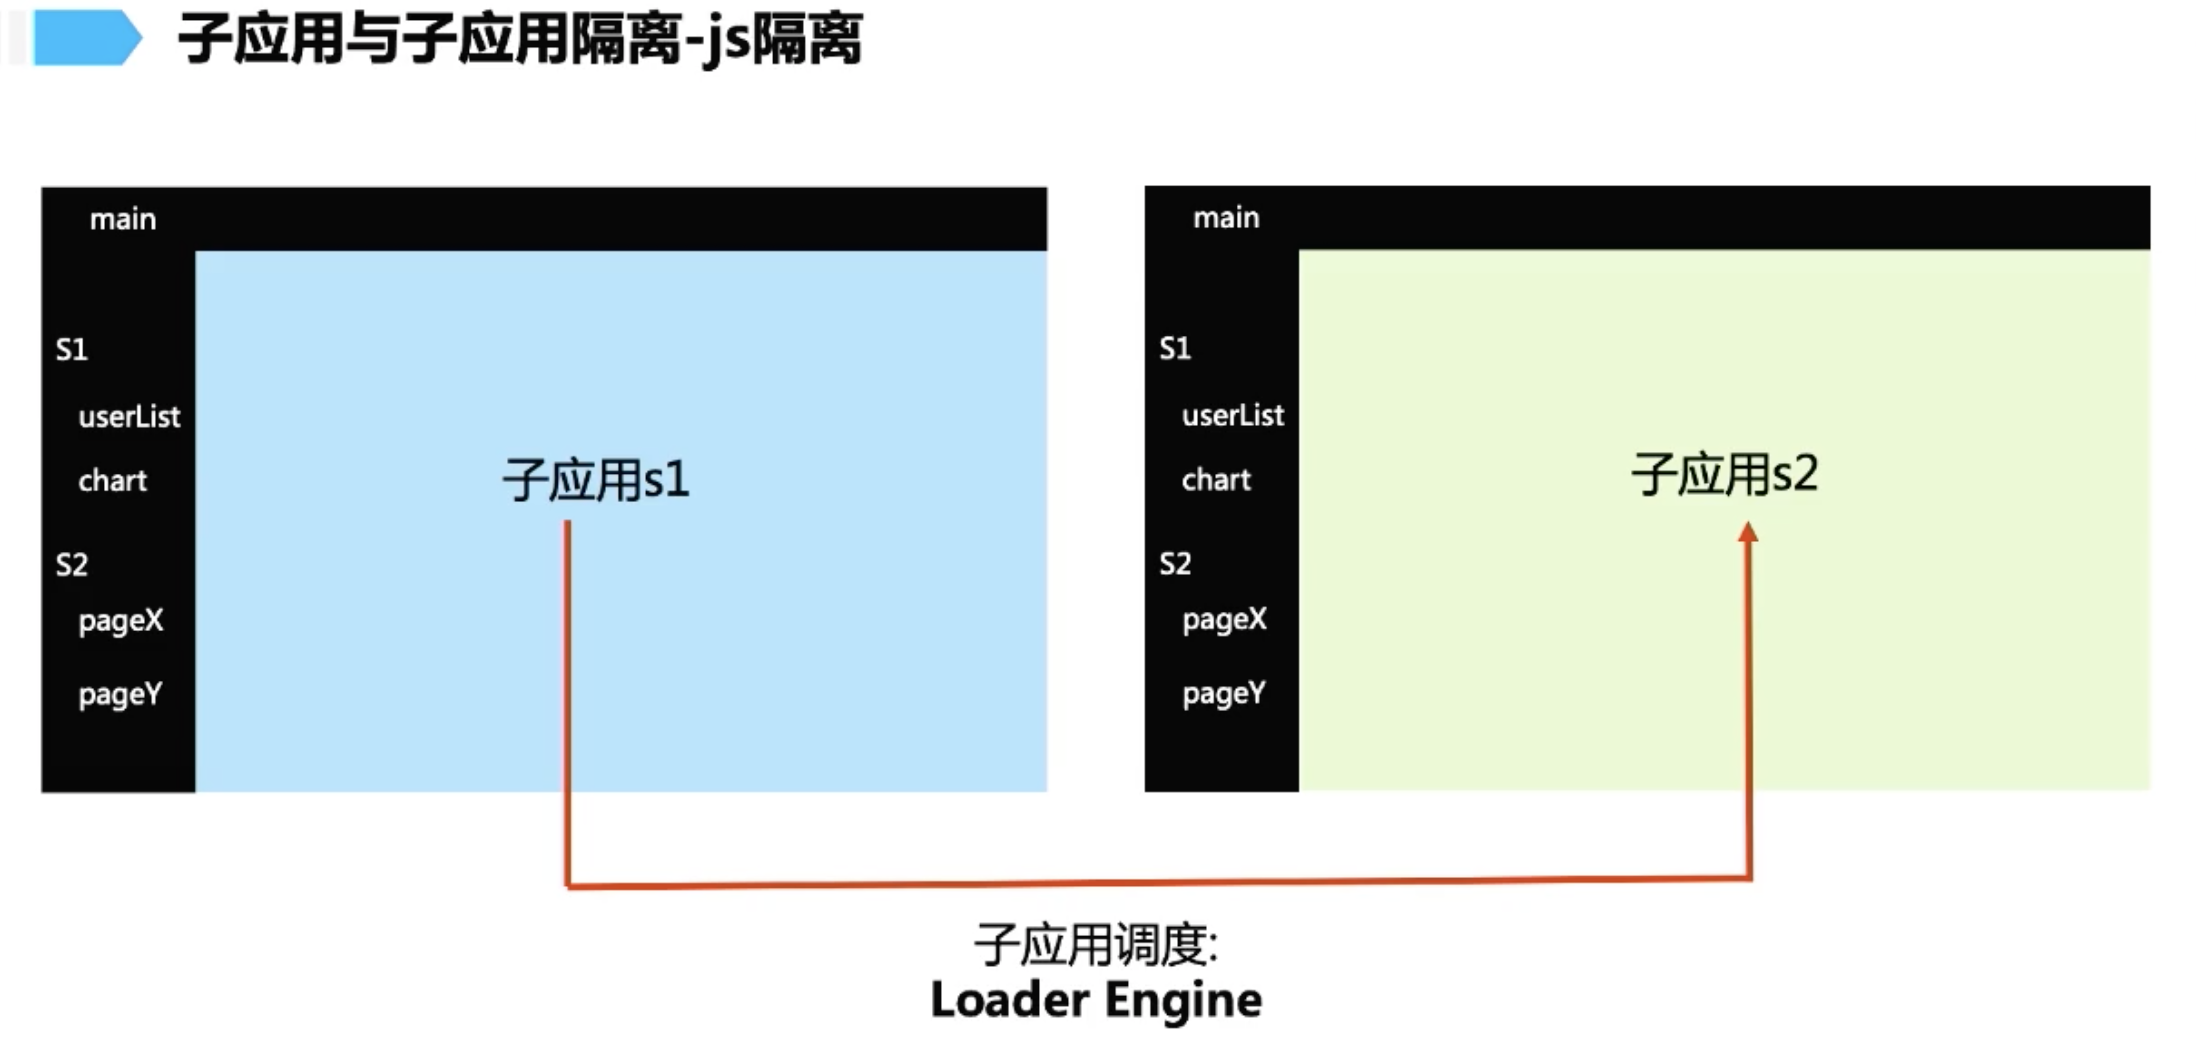 子应用与子应用隔离-js隔离
main
S1
userList
chart
S2
pageX
pageY
子应用s1
main
S1
userList
chart
S2
pageX
pageY
子应用s2
子应用调度:
Loader Engine